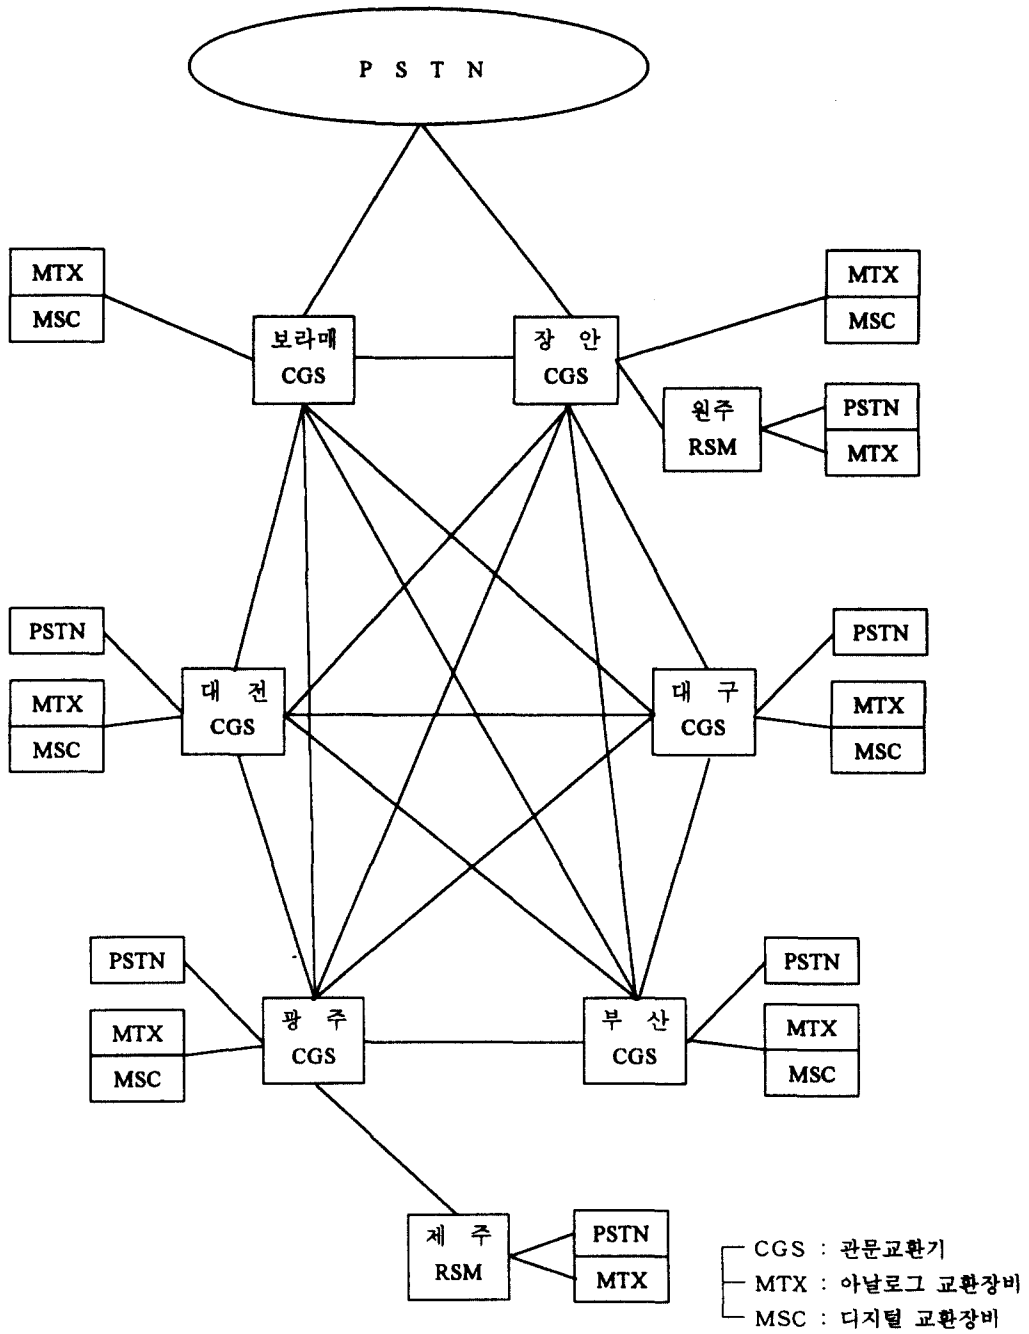 P S T N
MTX
MSC
보라매
CGS
장 안
CGS
MTX
MSC
원주
RSM
PSTN
MTX
PSTN
MTX
MSC
대 전
CGS
대 구
CGS
PSTN
MTX
MSC
PSTN
MTX
MSC
광 주
CGS
부 산
CGS
PSTN
MTX
MSC
제 주
RSM
PSTN
MTX
CGS : 관문교환기
MTX : 아날로그 교환장비
MSC : 디지털 교환장비